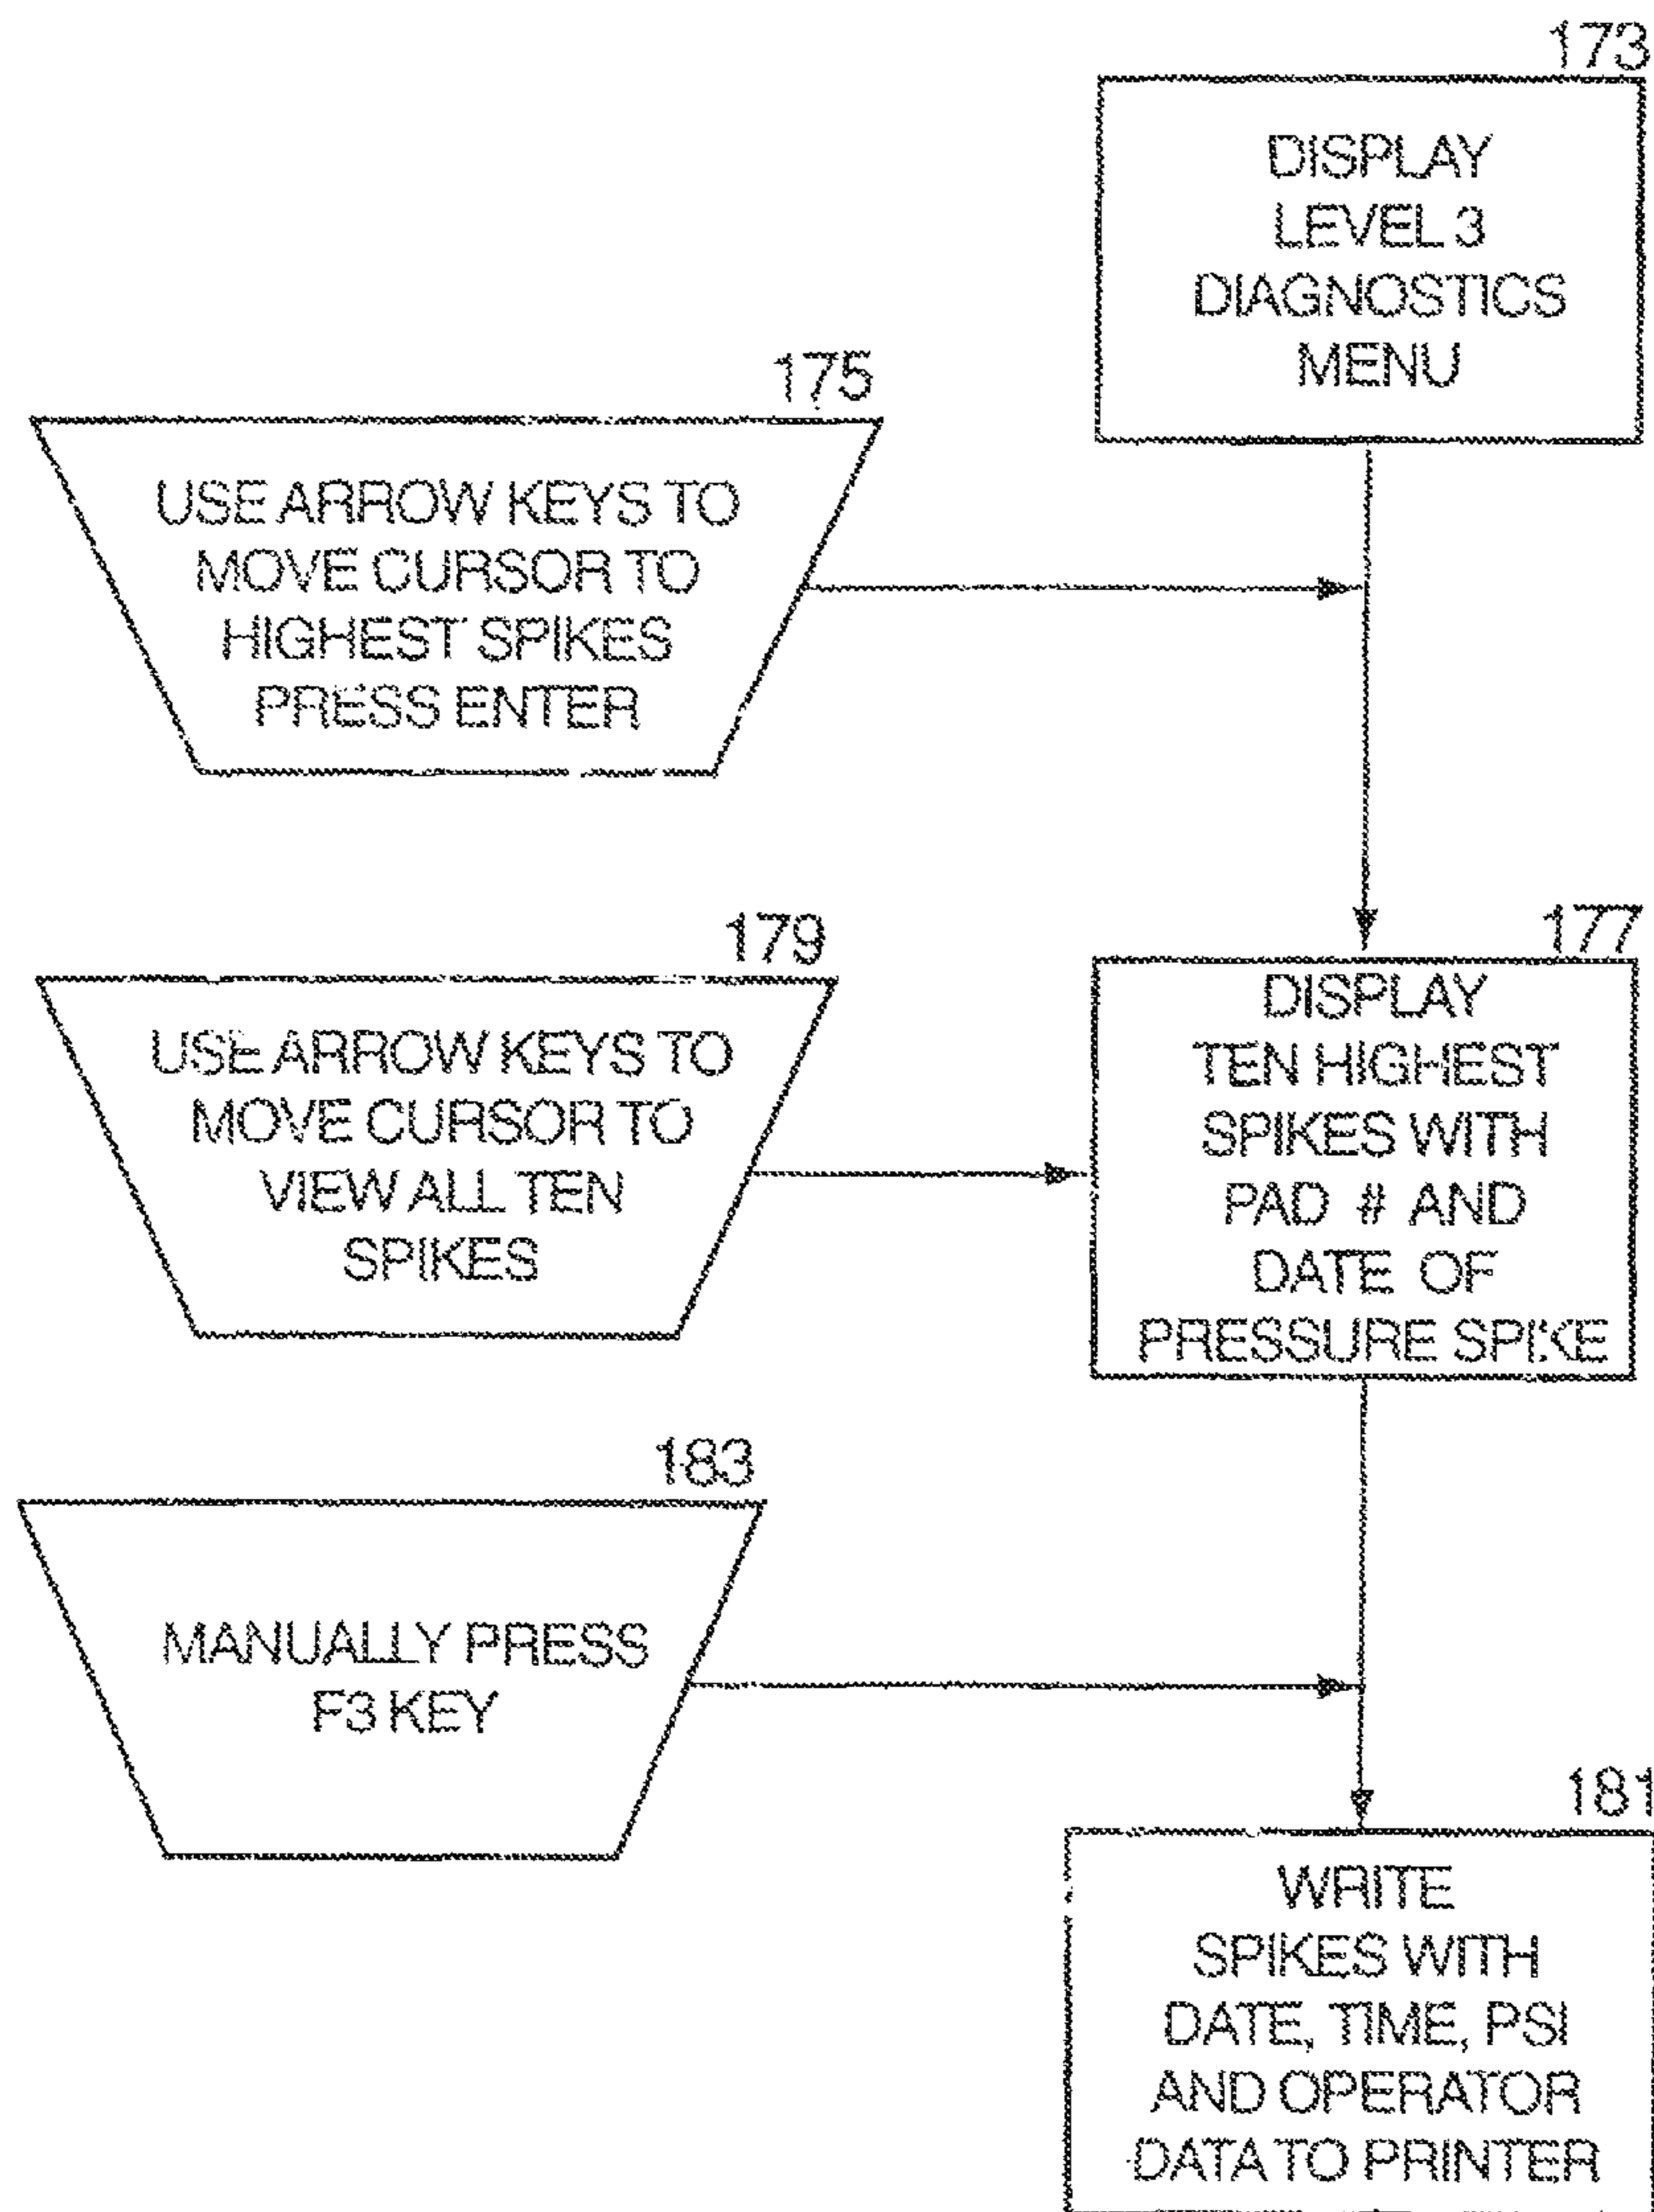 173
DISPLAY
LEVEL 3
DIAGNOSTICS
MENU
175
USE ARROW KEYS TO
MOVE CURSOR TO
HIGHEST SPIKES
PRESS ENTER
177
DISPLAY
TEN HIGHEST
SPIKES WITH
PAD # AND
DATE OF
PRESSURE SPIKE
179
USE ARROW KEYS TO
MOVE CURSOR TO
VIEW ALL TEN
SPIKES
183
MANUALLY PRESS
F3 KEY
181
WRITE
SPIKES WITH
DATE, TIME, PSI
AND OPERATOR
DATA TO PRINTER